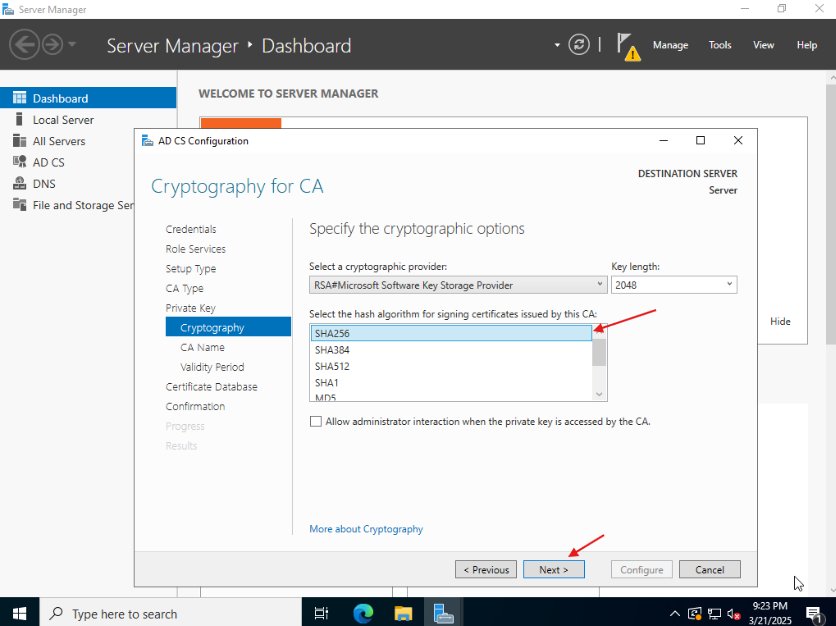 Server Manager
Server Manager • Dashboard
Manage Tools View Help
Dashboard
Local Server
All Servers
AD CS
DNS
File and Storage Ser
WELCOME TO SERVER MANAGER
Hide
AD CS Configuration
Cryptography for CA
DESTINATION SERVER
Server
Credentials
Role Services
Setup Type
CA Type
Private Key
Cryptography
CA Name
Validity Period
Certificate Database
Confirmation
Progress
Results
Specify the cryptographic options
Select a cryptographic provider: Key length:
RSA#Microsoft Software Key Storage Provider 2048
Select the hash algorithm for signing certificates issued by this CA:
SHA256
SHA384
SHA512
SHA1
MD5
Allow administrator interaction when the private key is accessed by the CA.
More about Cryptography
< Previous Next > Configure Cancel
Type here to search
9:23 PM
3/21/2025
1